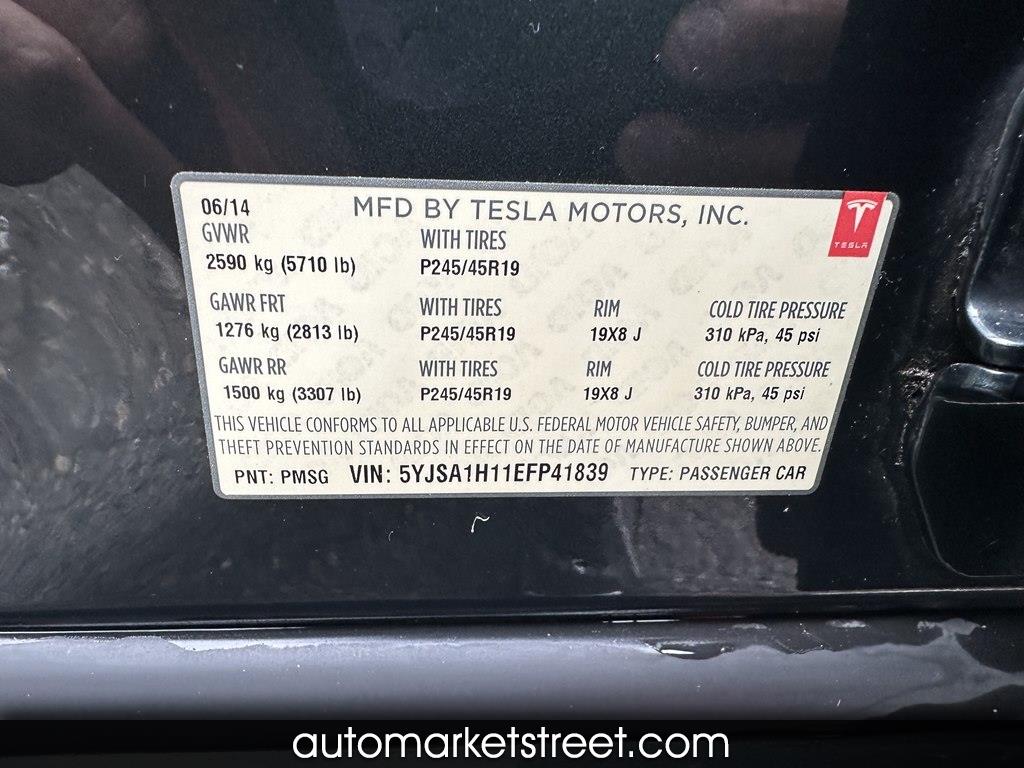 06/14 MFD BY TESLA MOTORS, INC.
TESLA
GVWR WITH TIRES
2590 kg (5710 lb) P245/45R19
GAWR FRT WITH TIRES RIM COLD TIRE PRESSURE
1276 kg (2813 lb) P245/45R19 19X8 J 310 kPa, 45 psi
GAWR RR WITH TIRES RIM COLD TIRE PRESSURE
1500 kg (3307 lb) P245/45R19 19X8 J 310 kPa, 45 psi
THIS VEHICLE CONFORMS TO ALL APPLICABLE U.S. FEDERAL MOTOR VEHICLE SAFETY, BUMPER, AND
THEFT PREVENTION STANDARDS IN EFFECT ON THE DATE OF MANUFACTURE SHOWN ABOVE.
PNT: PMSG VIN: 5YJSA1H11EFP41839 TYPE: PASSENGER CAR
automarketstreet.com